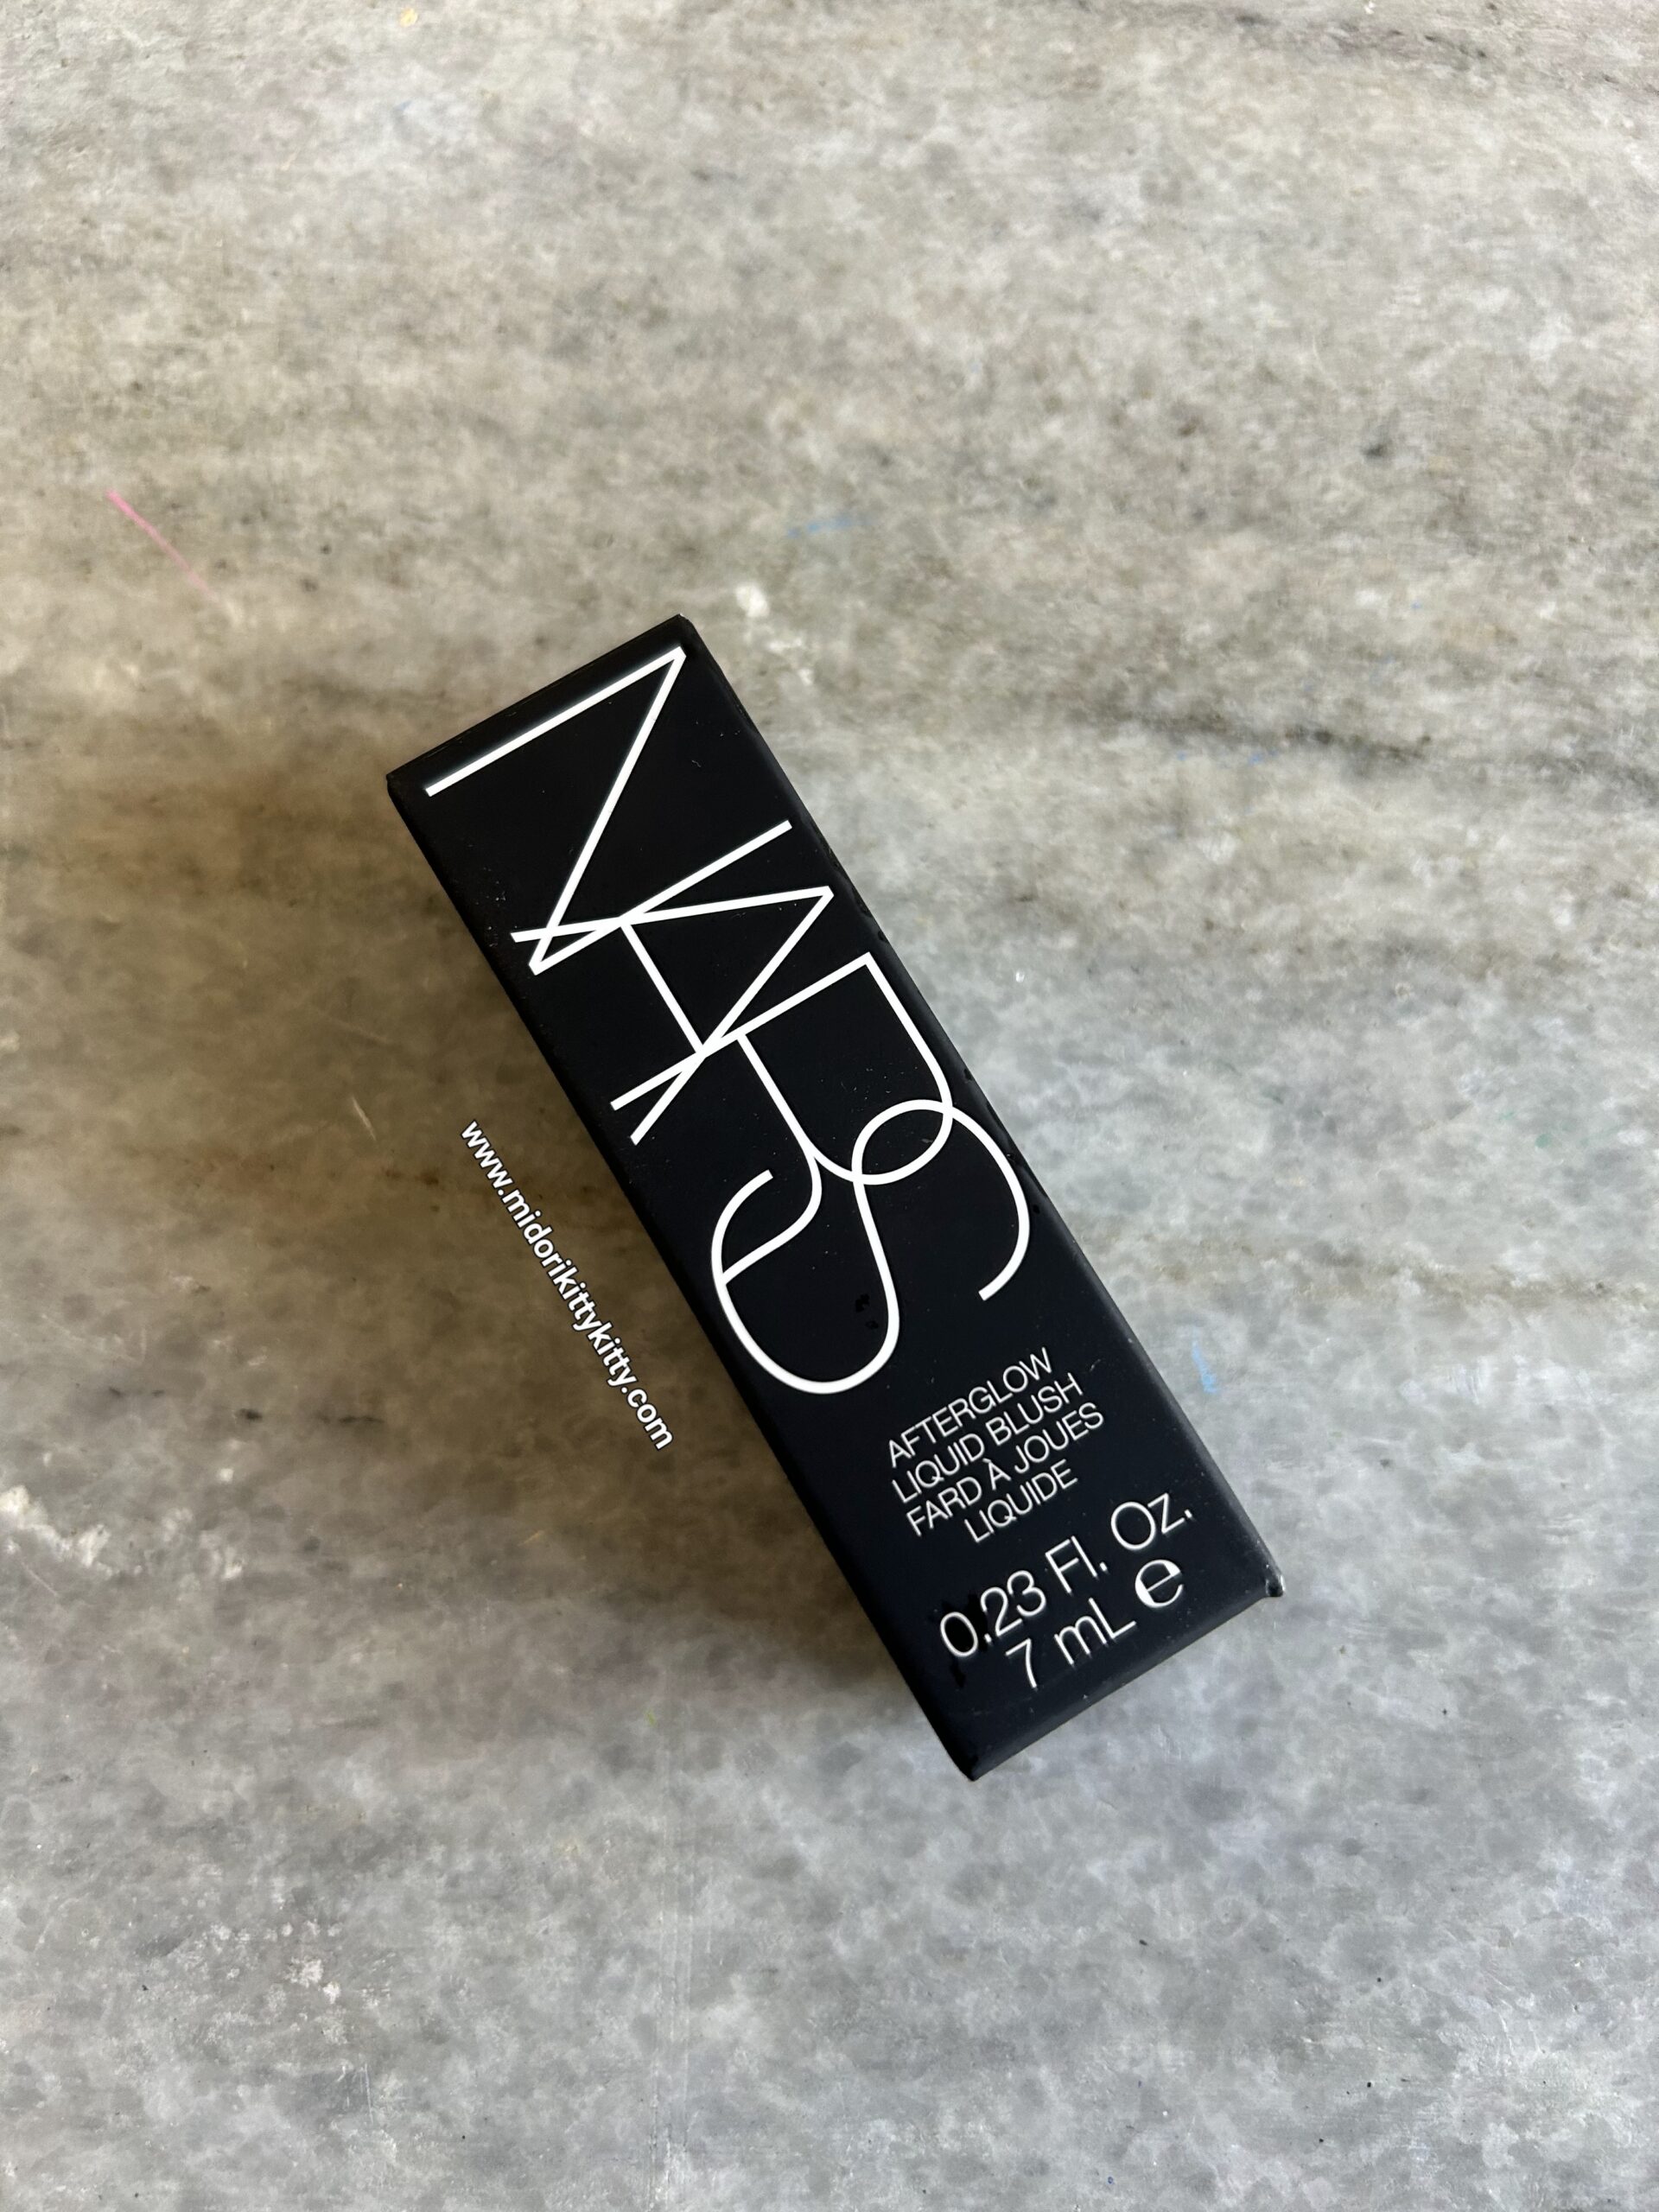 NARS
AFTERGLOW
LIQUID BLUSH
FARD À JOUES
LIQUIDE
0.23 Fl. Oz.
7 mL e
www.midorikittykitty.com